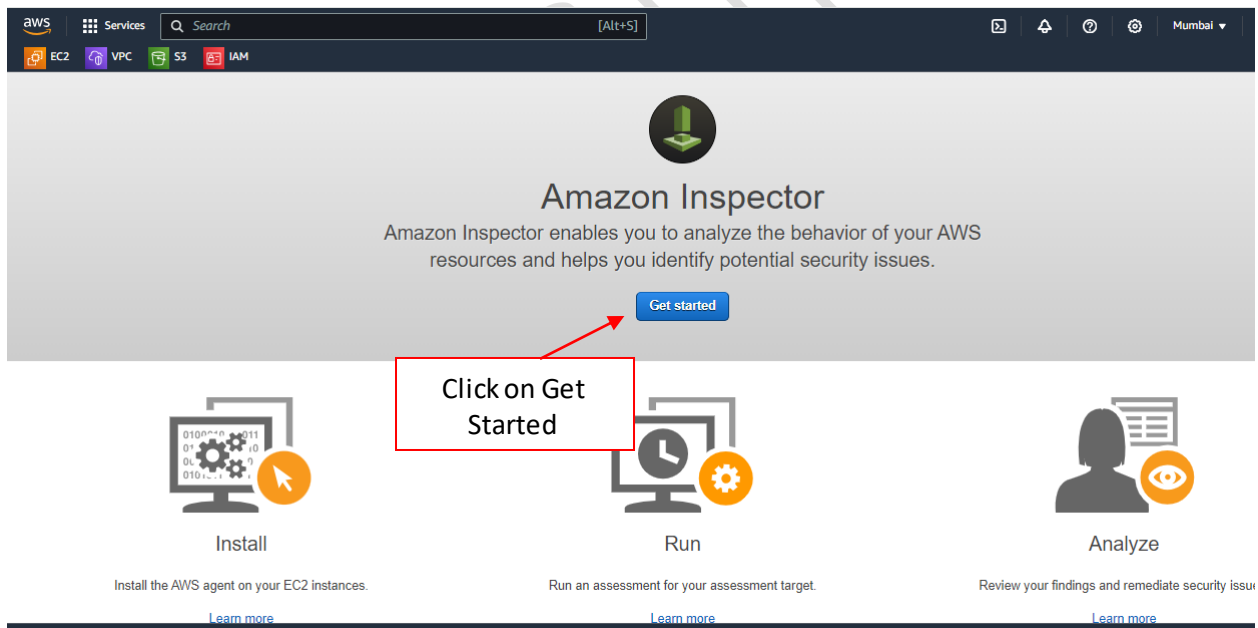 aws Services Search [Alt+S] Mumbai
EC2 VPC S3 IAM
Amazon Inspector
Amazon Inspector enables you to analyze the behavior of your AWS
resources and helps you identify potential security issues.
Get started
Click on Get
Started
Install
Run
Analyze
Install the AWS agent on your EC2 instances.
Run an assessment for your assessment target.
Review your findings and remediate security issue
Learn more
Learn more
Learn more